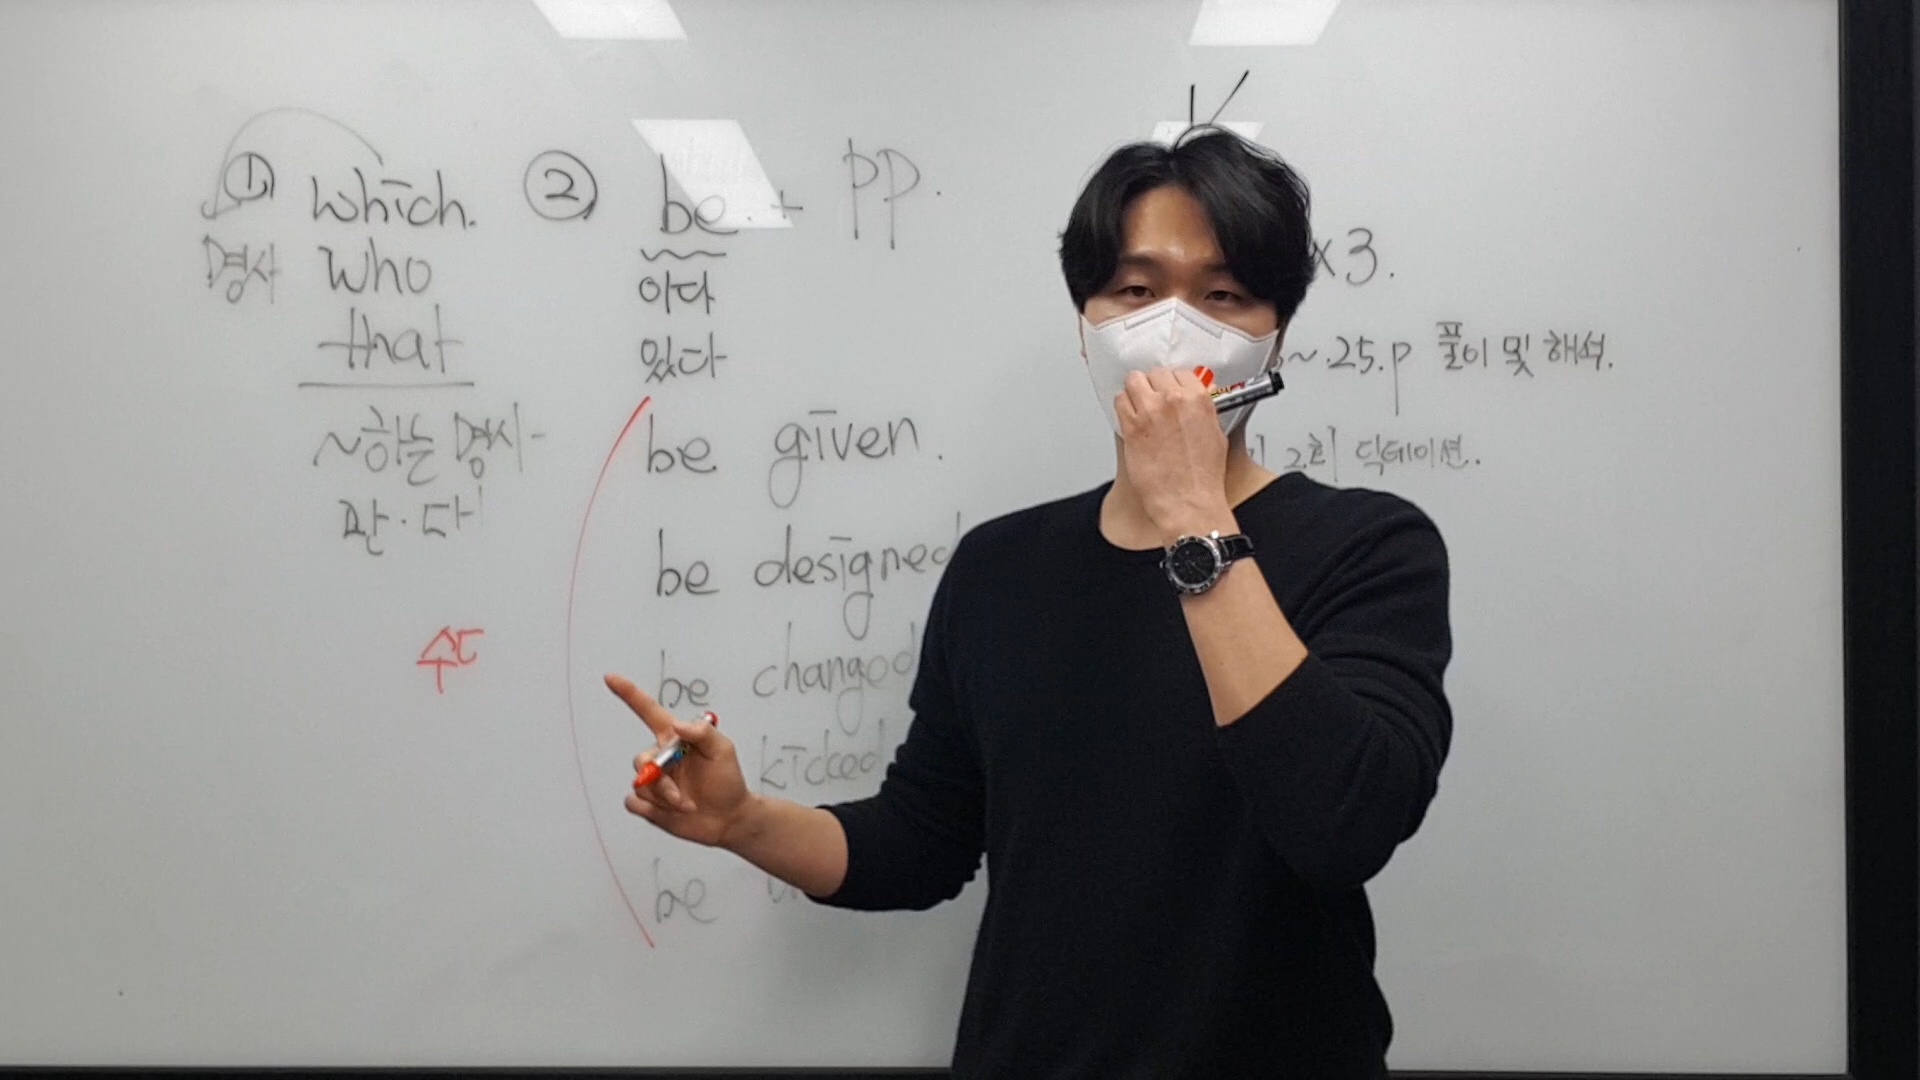 ① which.
명사 who
that
~하는 명사
관·대
② be + PP.
이다
있다
be given.
be designed
be changed
kicked
be
수
x3.
~.25.p 풀이 및 해석.
2회 딕테이션.